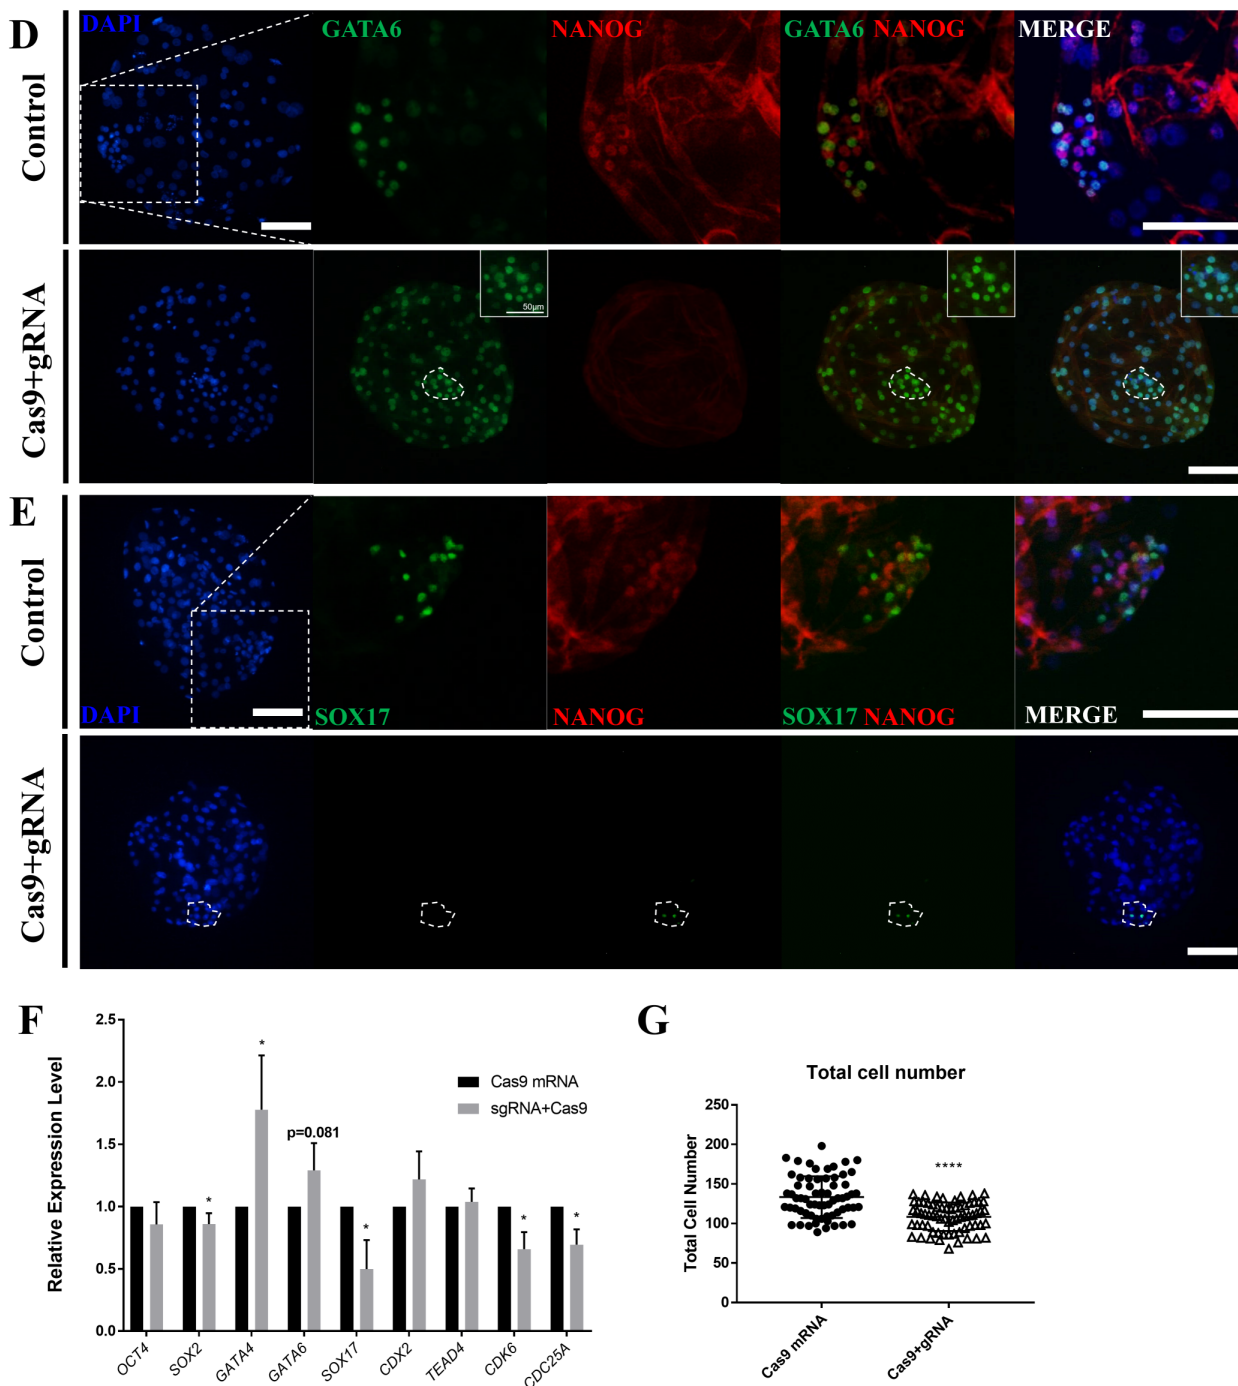 D
Control
DAPI
GATA6
NANOG
GATA6 NANOG
MERGE
Cas9+gRNA
50μm
E
Control
DAPI
SOX17
NANOG
SOX17 NANOG
MERGE
Cas9+gRNA
F
Relative Expression Level
2.5
2.0
1.5
1.0
0.5
0.0
*
*
p=0.081
*
*
*
Cas9 mRNA
sgRNA+Cas9
OCT4
SOX2
GATA4
GATA6
SOX17
CDX2
TEAD4
CDK6
CDC25A
G
Total cell number
Total Cell Number
250
200
150
100
50
0
****
Cas9 mRNA
Cas9+gRNA